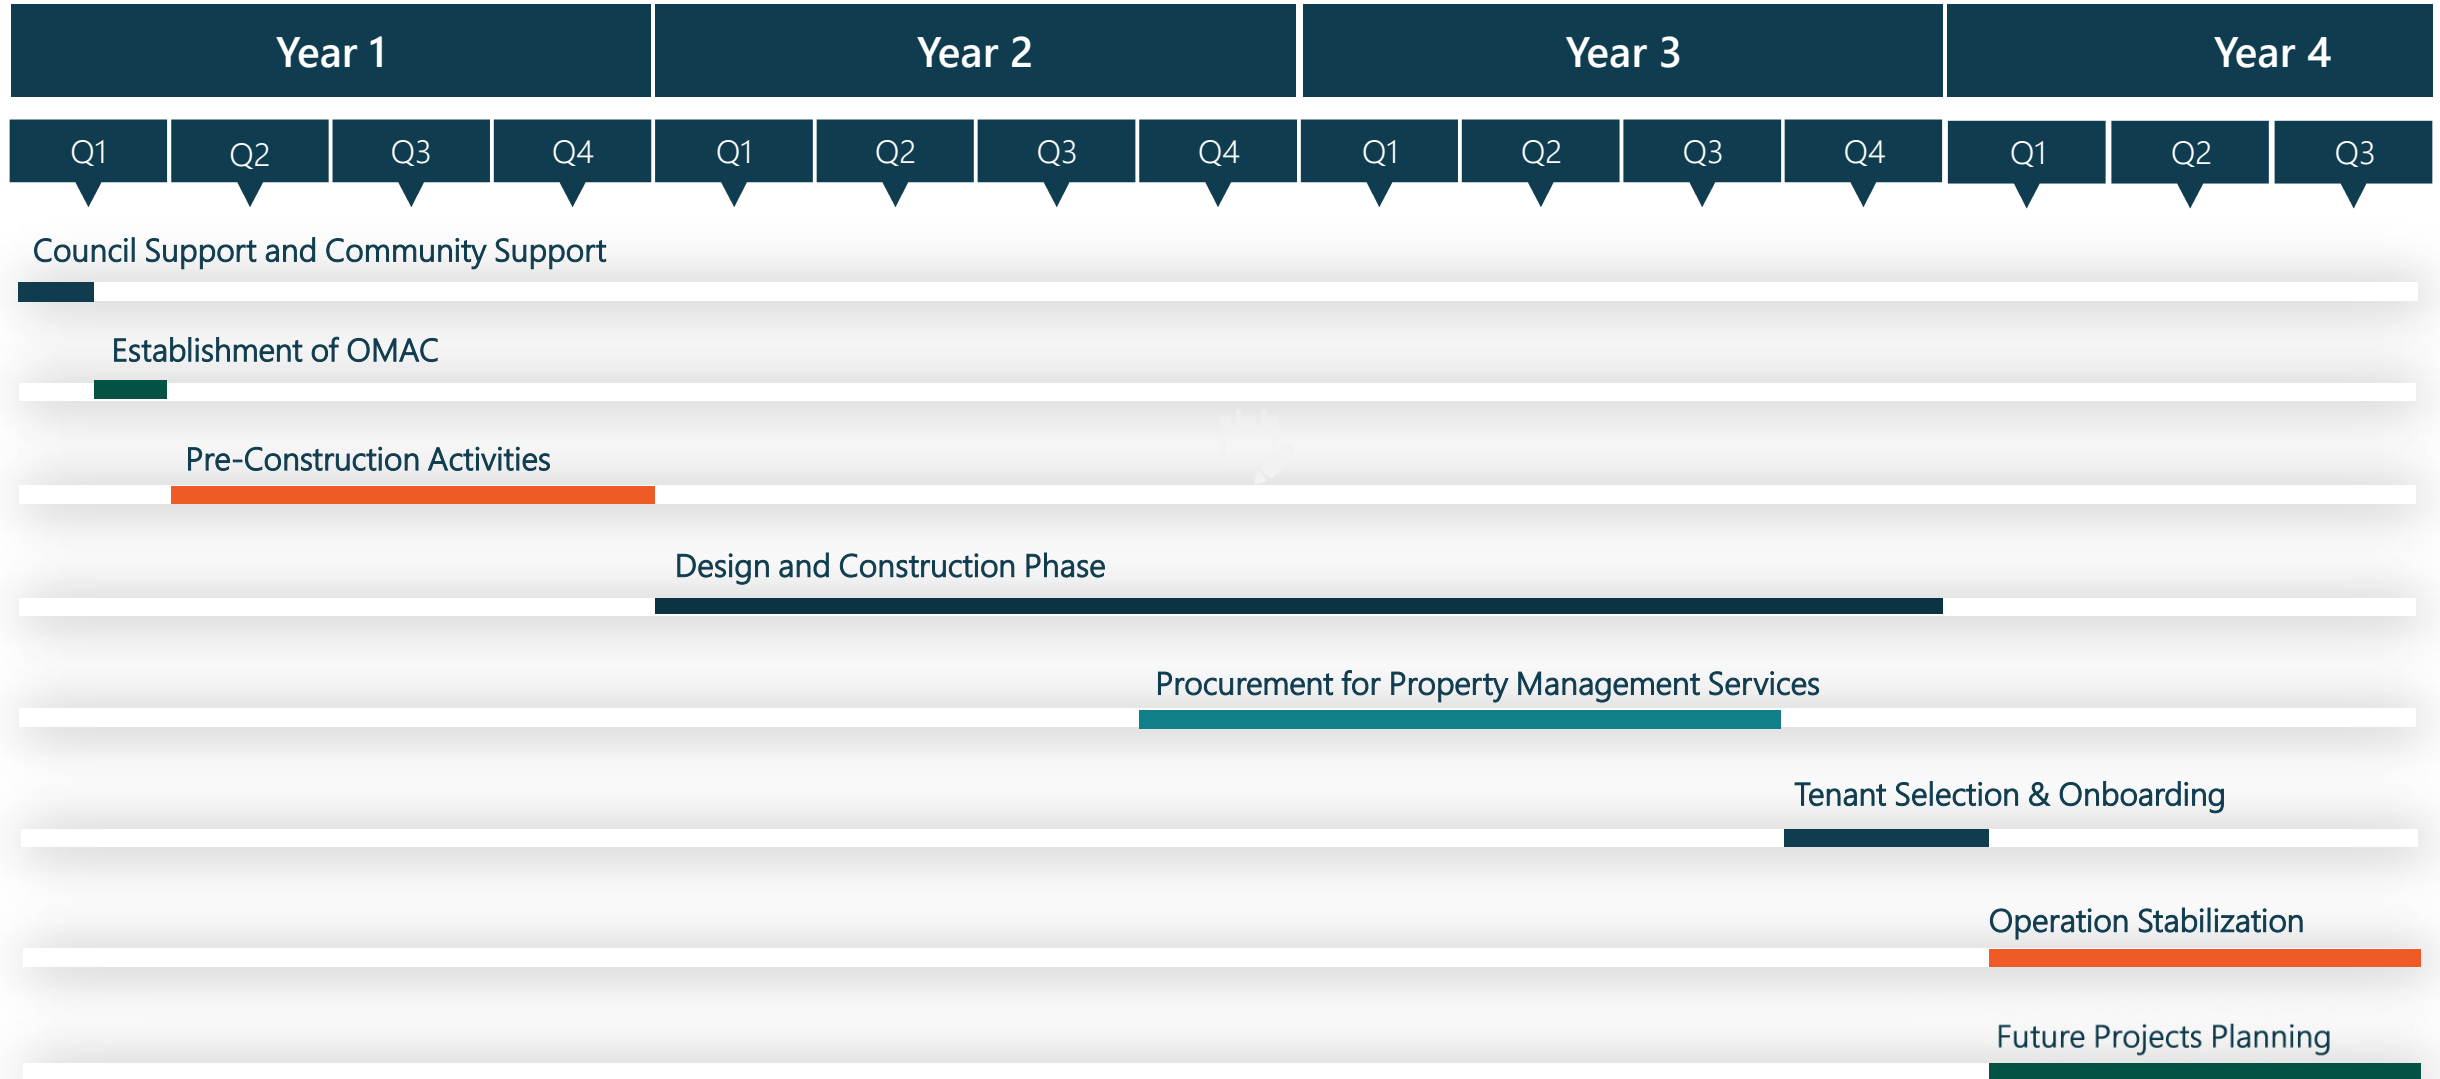 Year 1 Year 2 Year 3 Year 4
Q1 Q2 Q3 Q4 Q1 Q2 Q3 Q4 Q1 Q2 Q3 Q4 Q1 Q2 Q3
Council Support and Community Support
Establishment of OMAC
Pre-Construction Activities
Design and Construction Phase
Procurement for Property Management Services
Tenant Selection & Onboarding
Operation Stabilization
Future Projects Planning